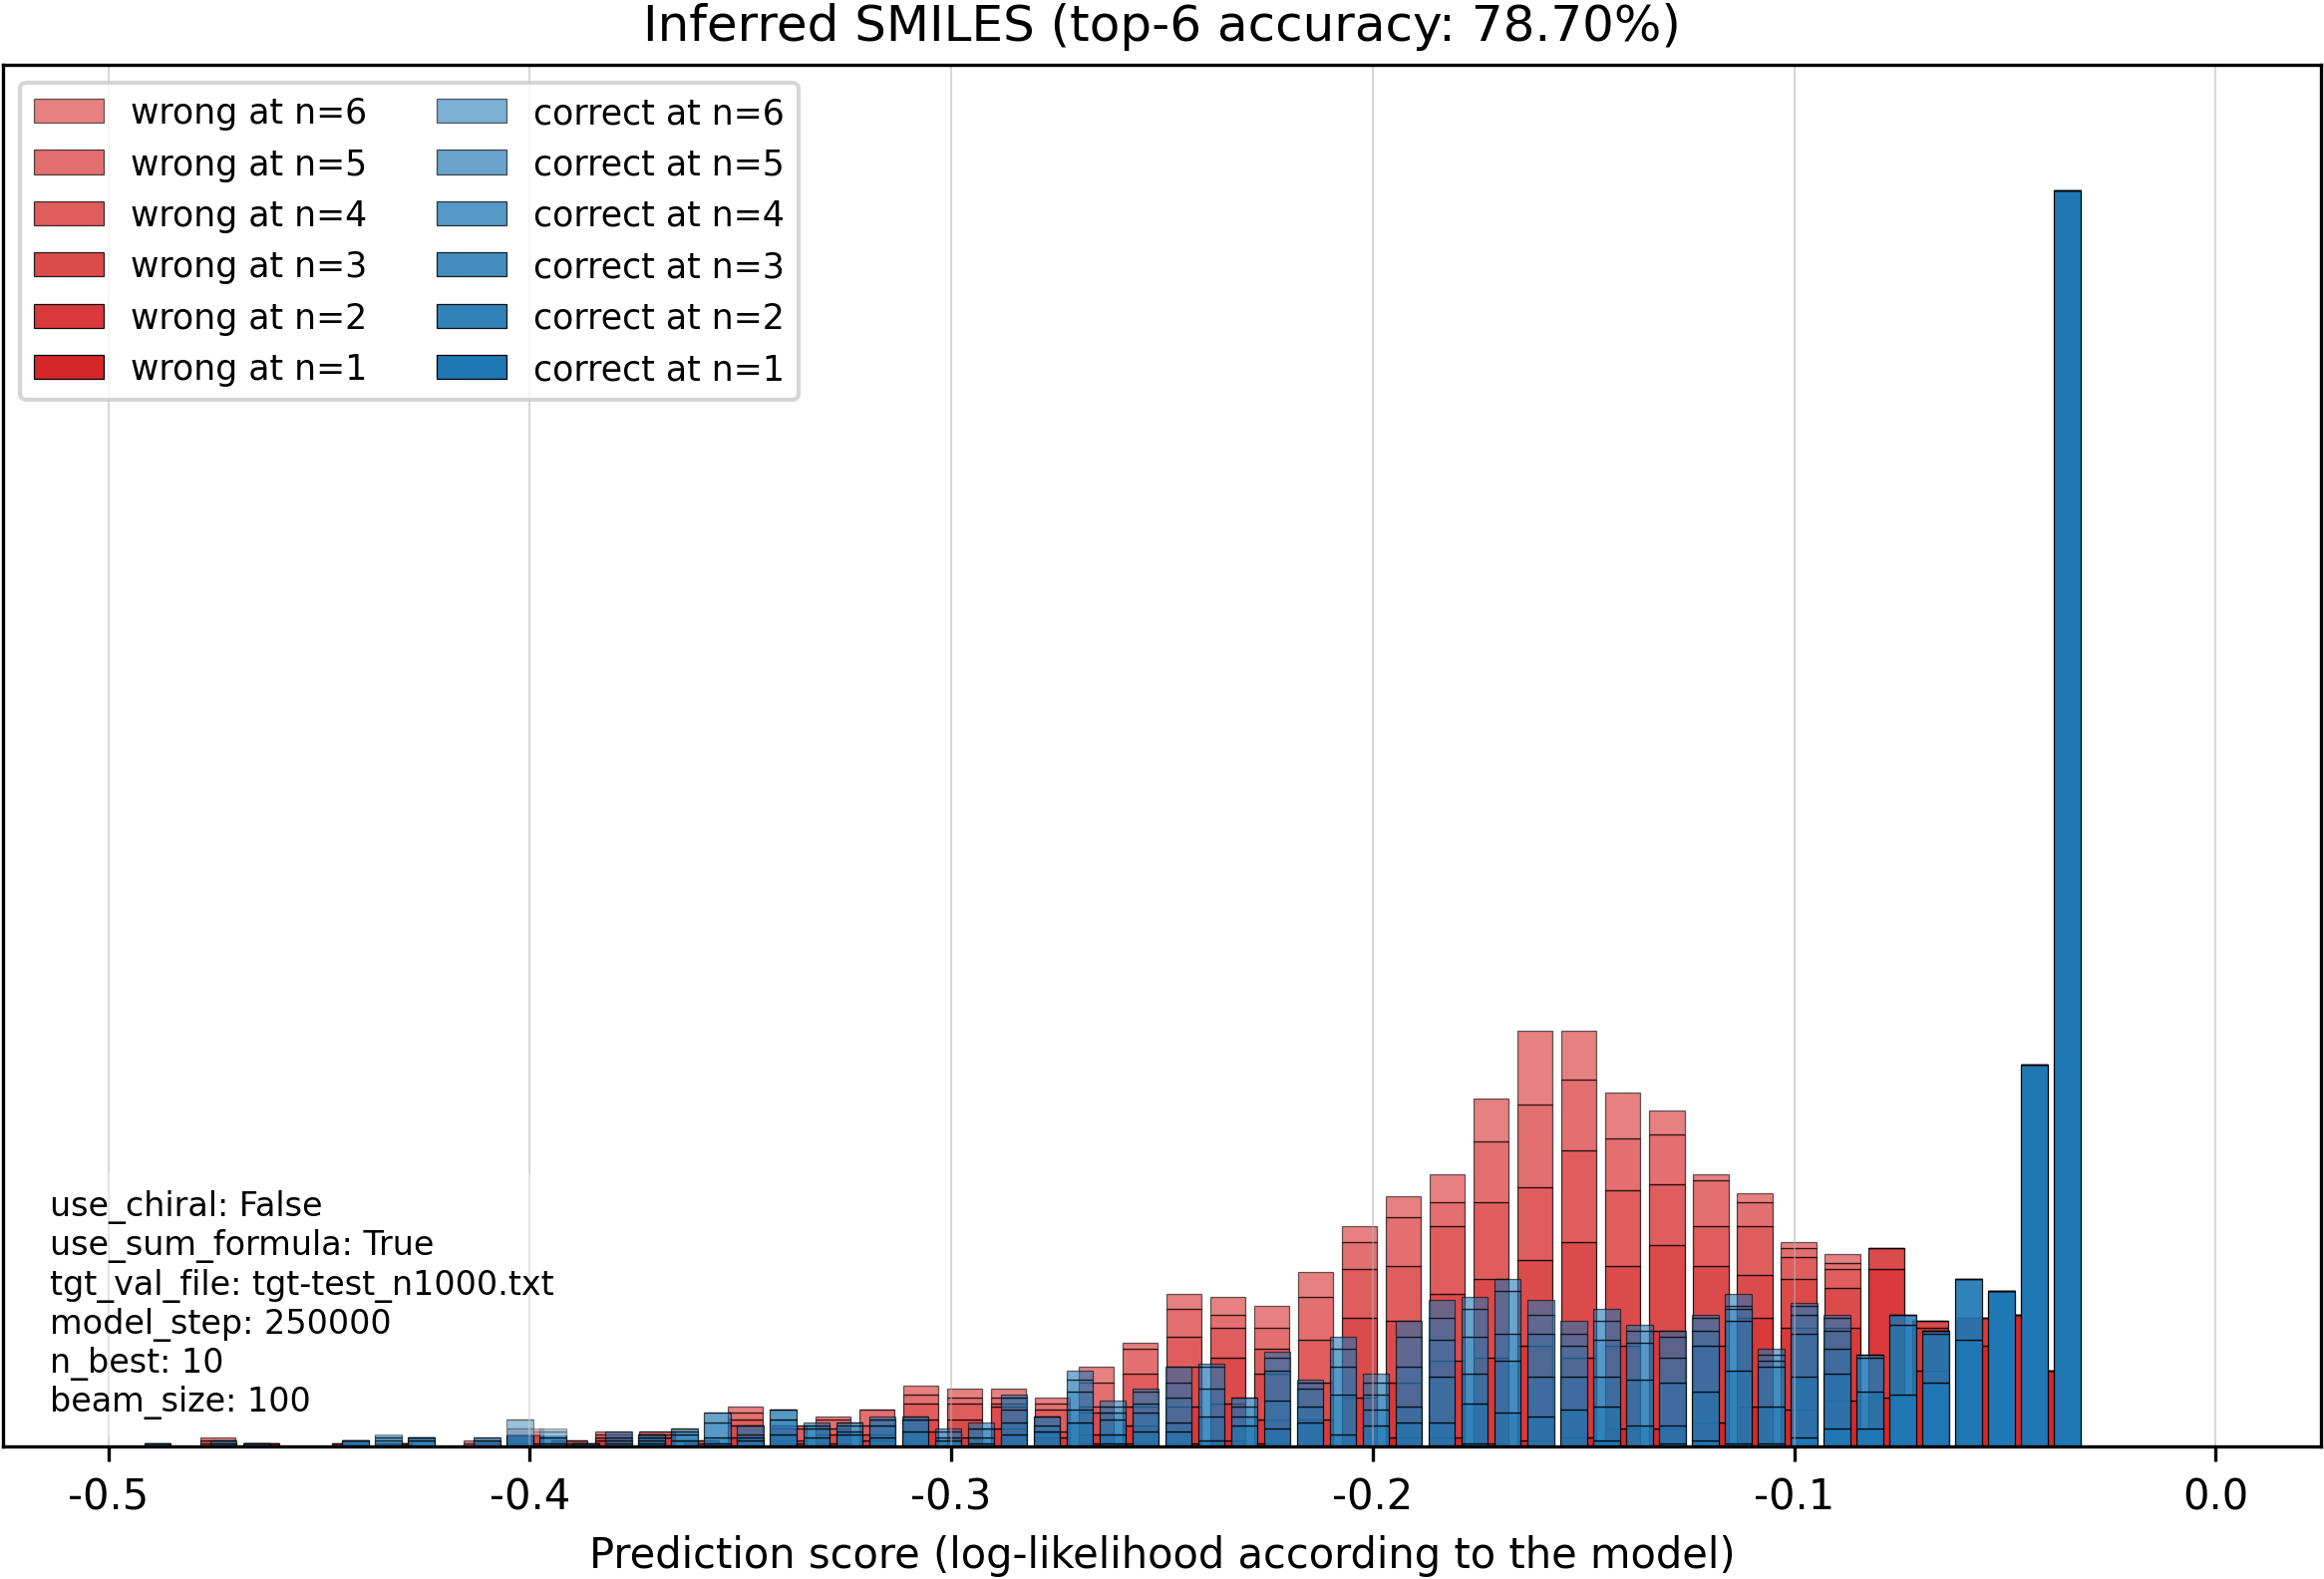 Inferred SMILES (top-6 accuracy: 78.70%)
wrong at n=6
wrong at n=5
wrong at n=4
wrong at n=3
wrong at n=2
wrong at n=1
correct at n=6
correct at n=5
correct at n=4
correct at n=3
correct at n=2
correct at n=1
use_chiral: False
use_sum_formula: True
tgt_val_file: tgt-test_n1000.txt
model_step: 250000
n_best: 10
beam_size: 100
-0.5 -0.4 -0.3 -0.2 -0.1 0.0
Prediction score (log-likelihood according to the model)